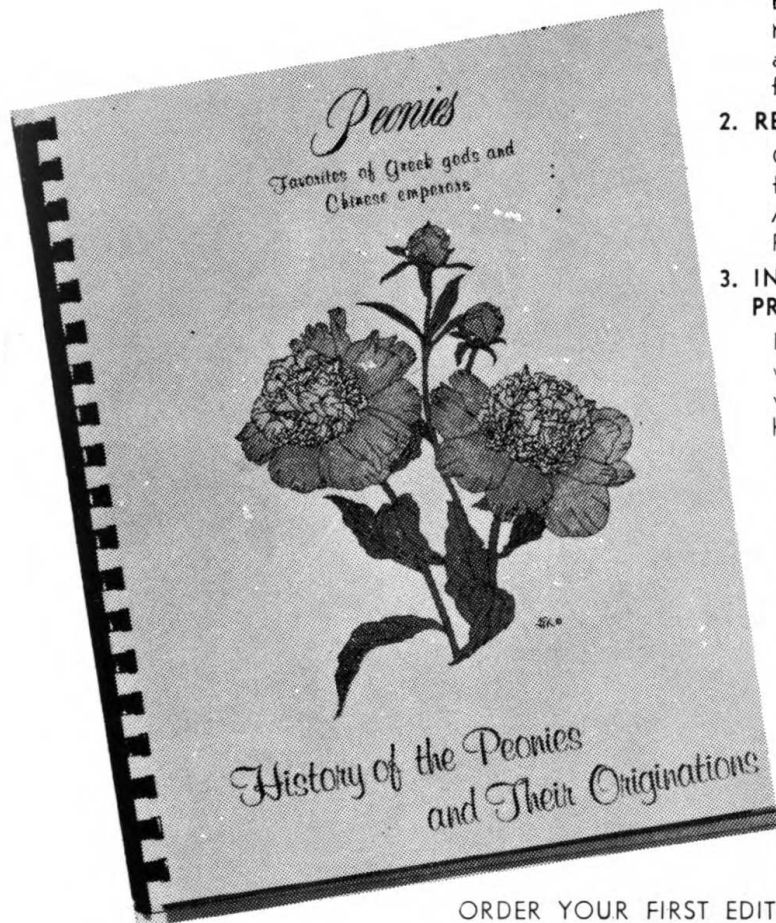 Peonies
Favorites of Greek gods and
Chinese emperors
History of the Peonies
and Their Originations
2. RE
3. IN
PR
ORDER YOUR FIRST EDIT